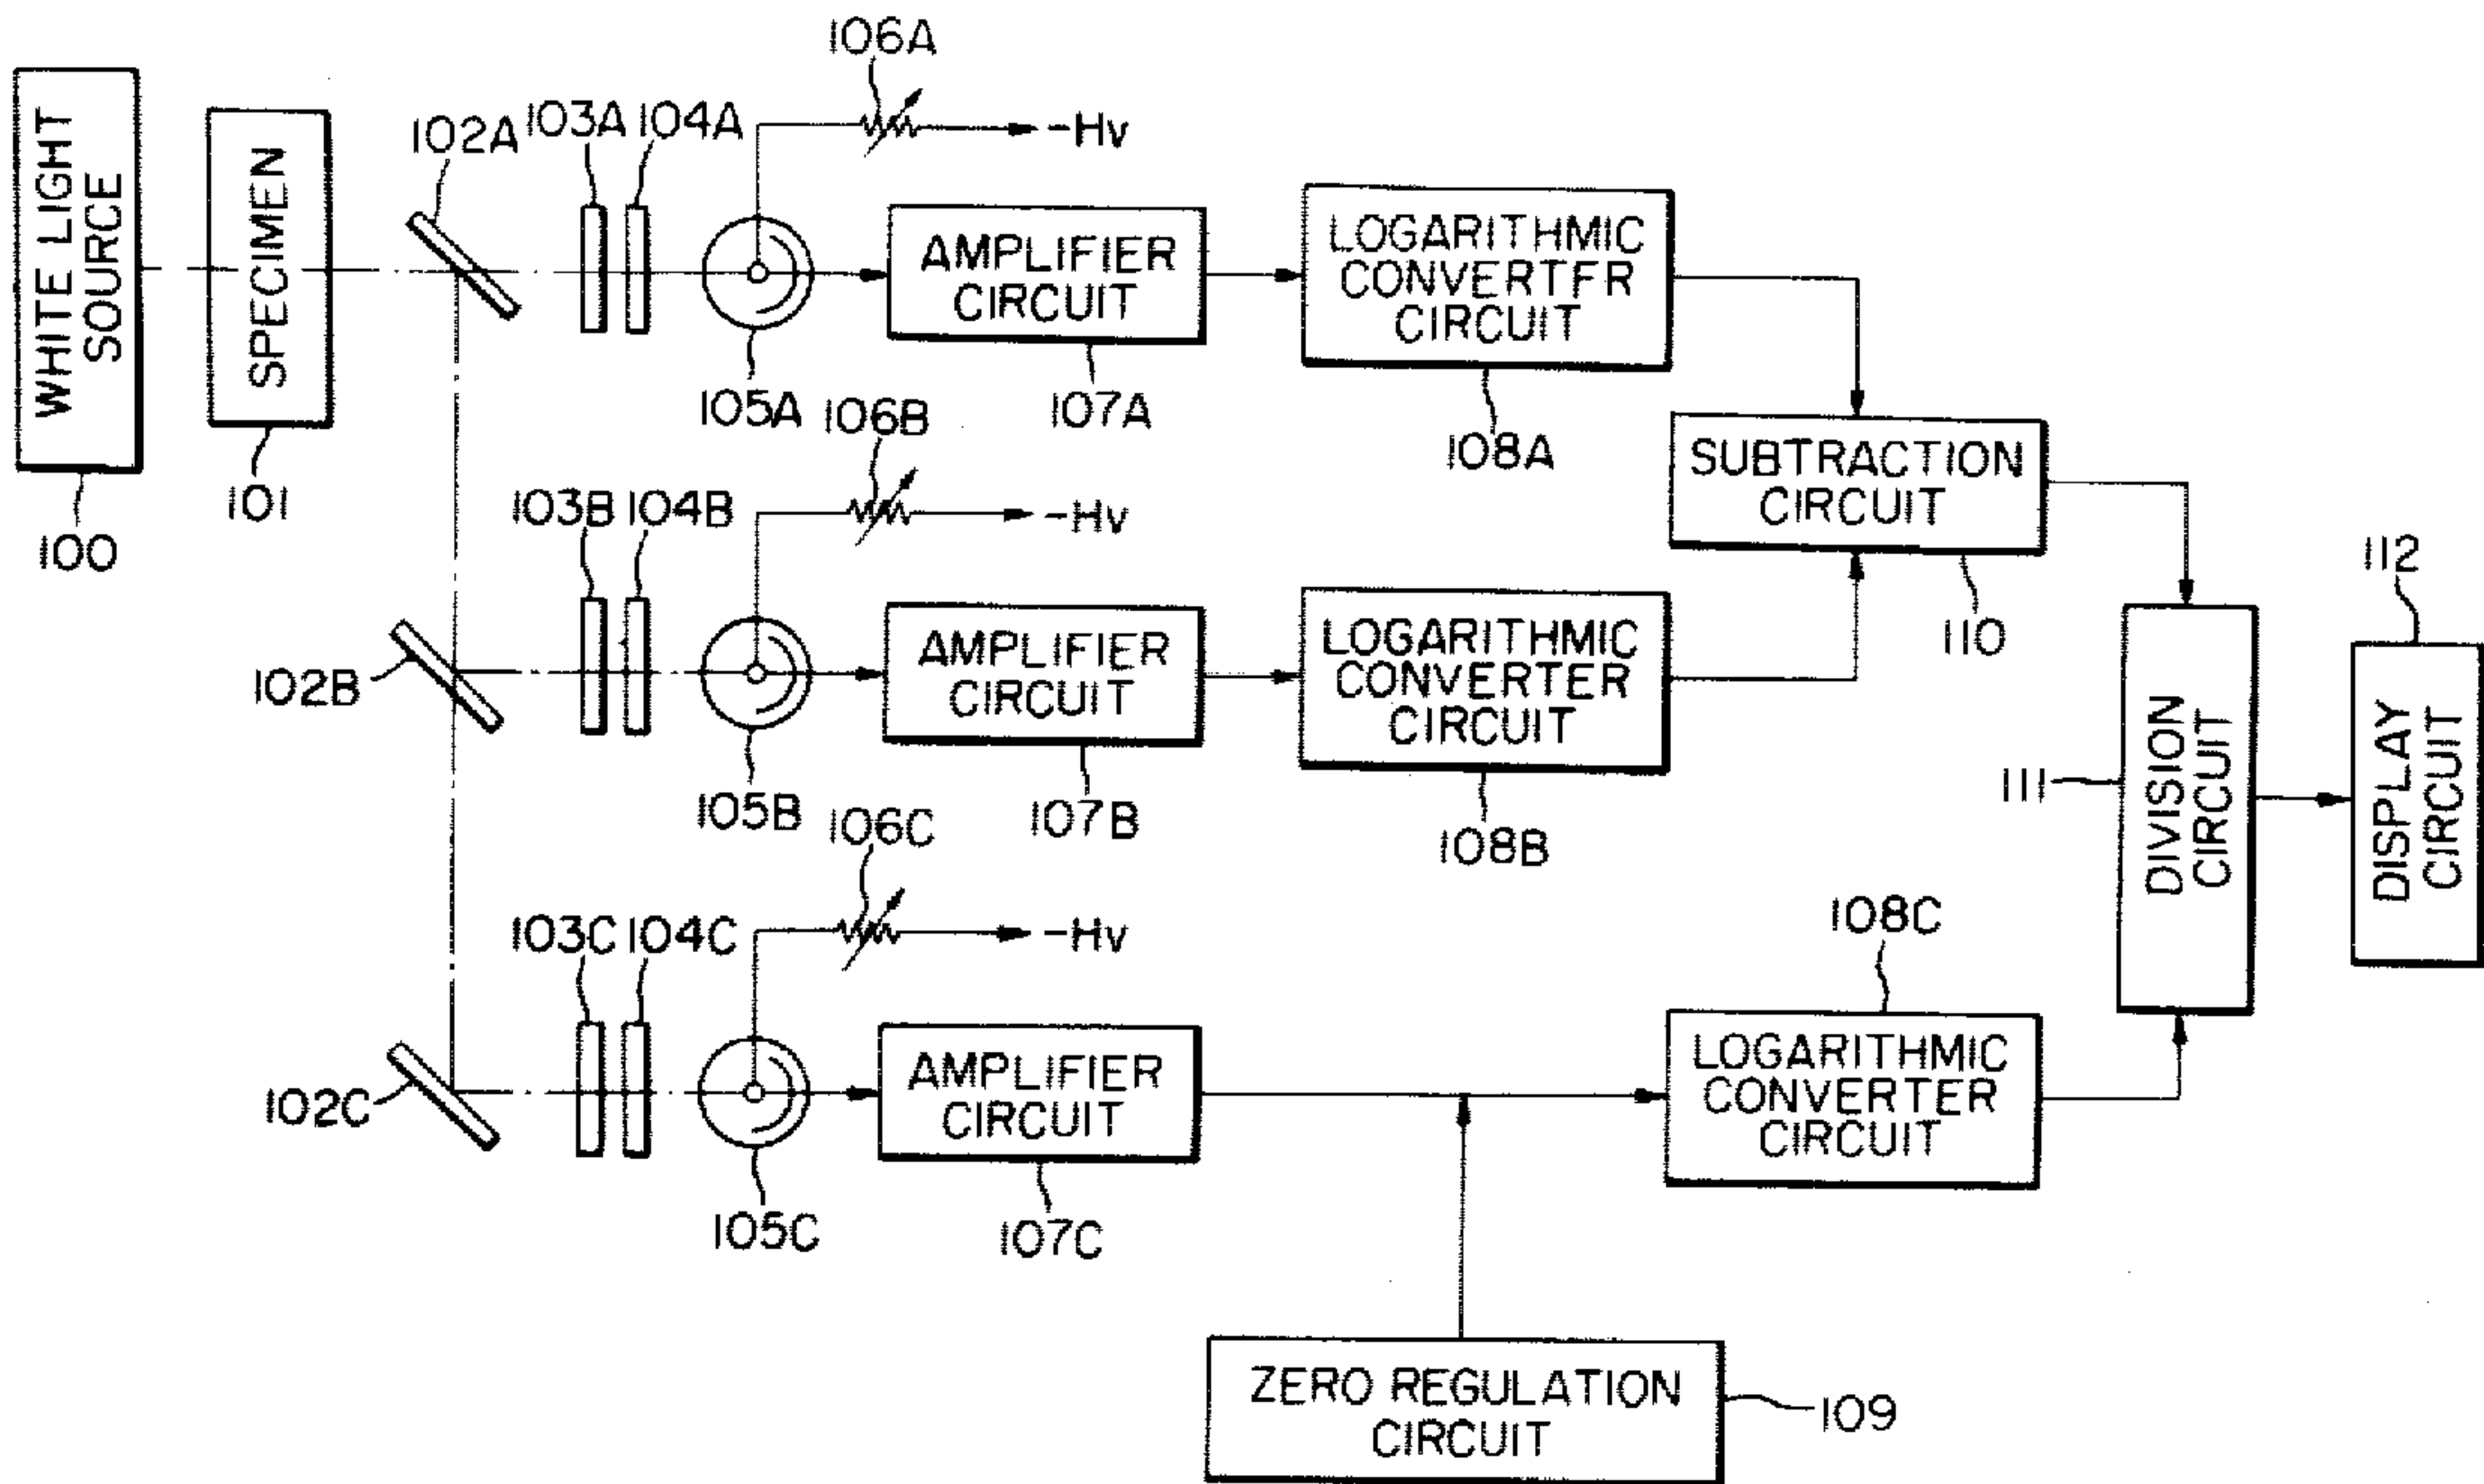 106A
103A 104A
-Hv
102A
WHITE LIGHT
SOURCE
SPECIMEN
AMPLIFIER
CIRCUIT
LOGARITHMIC
CONVERTFR
CIRCUIT
105A
107A
106B
108A
SUBTRACTION
CIRCUIT
101
100
103B 104B
-Hv
112
110
102B
AMPLIFIER
CIRCUIT
LOGARITHMIC
CONVERTER
CIRCUIT
111
DIVISION
CIRCUIT
DISPLAY
CIRCUIT
105B
107B
106C
108B
103C 104C
-Hv
108C
102C
AMPLIFIER
CIRCUIT
LOGARITHMIC
CONVERTER
CIRCUIT
105C
107C
ZERO REGULATION
CIRCUIT
109